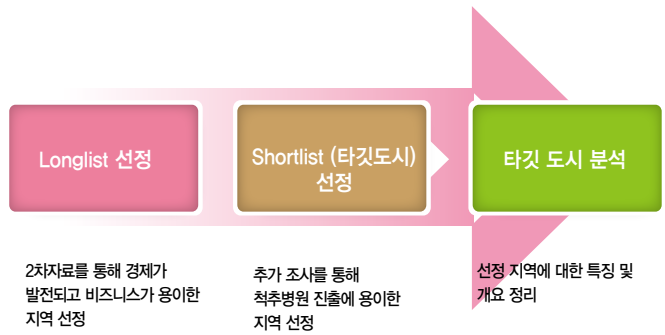 Longlist 선정
Shortlist (타깃도시)
선정
타깃 도시 분석
2차자료를 통해 경제가
발전되고 비즈니스가 용이한
지역 선정
추가 조사를 통해
척추병원 진출에 용이한
지역 선정
선정 지역에 대한 특징 및
개요 정리